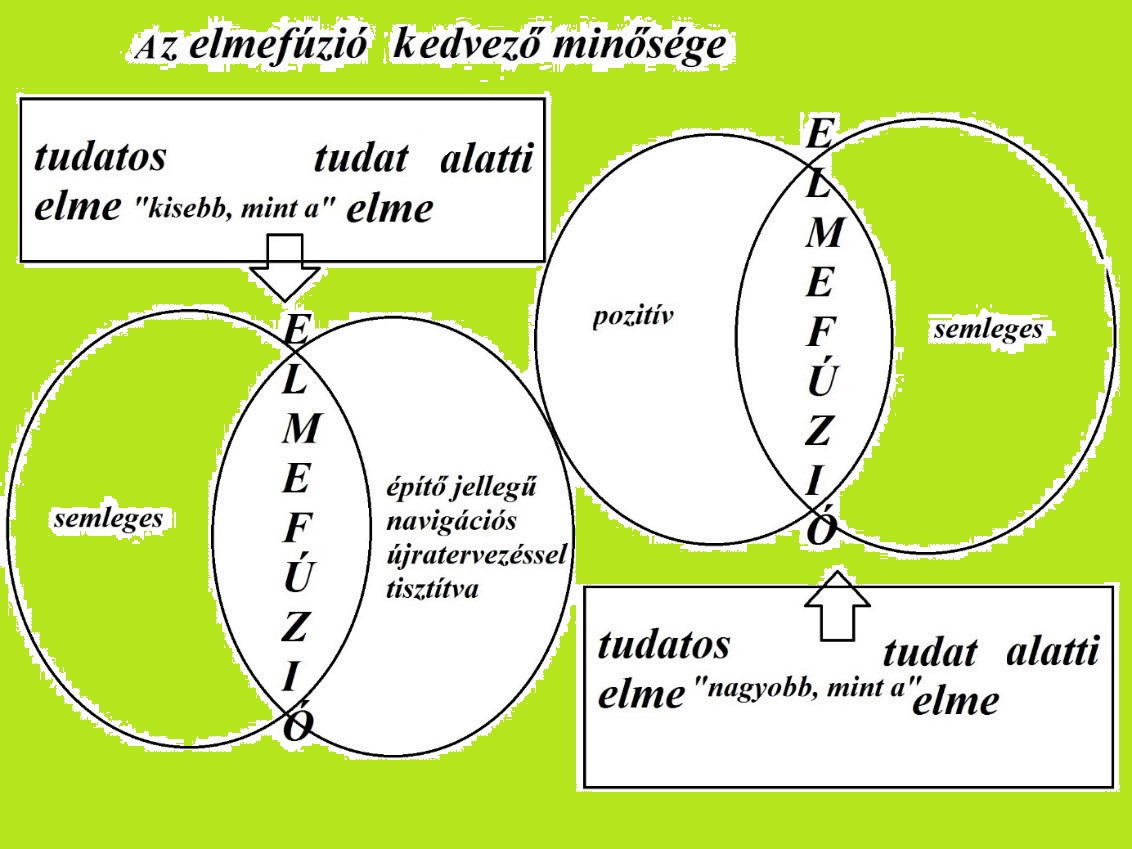 Az elmefúzió kedvező minősége
tudatos tudat alatti
elme "kisebb, mint a" elme
ELMEFÚZIÓ
semleges
építő jellegű
navigációs
újratervezéssel
tisztítva
ELMEFÚZIÓ
pozitív
semleges
tudatos tudat alatti
elme "nagyobb, mint a" elme